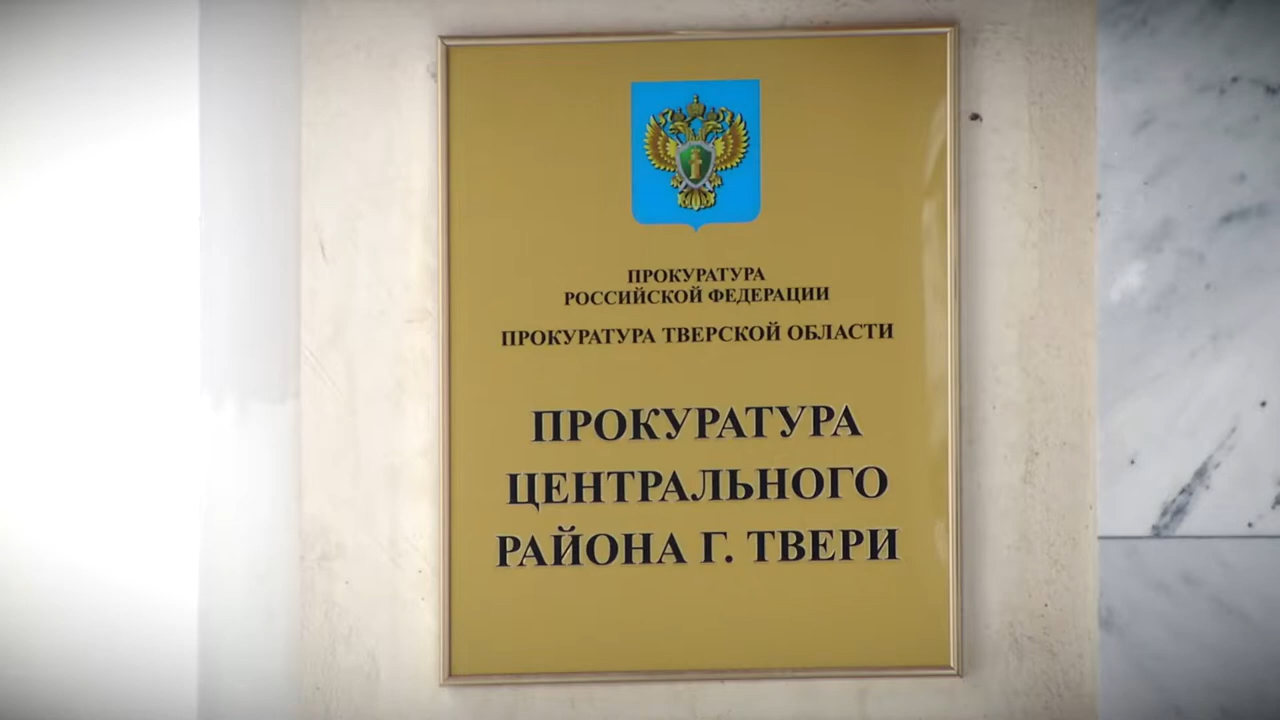 ПРОКУРАТУРА
РОССИЙСКОЙ ФЕДЕРАЦИИ
ПРОКУРАТУРА ТВЕРСКОЙ ОБЛАСТИ
ПРОКУРАТУРА
ЦЕНТРАЛЬНОГО
РАЙОНА Г. ТВЕРИ